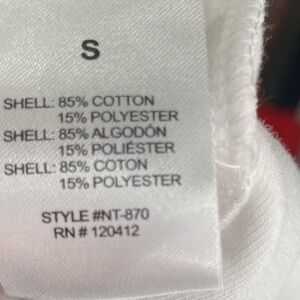 S
SHELL: 85% COTTON
15% POLYESTER
SHELL: 85% ALGODÓN
15% POLIÉSTER
SHELL: 85% COTON
15% POLYESTER
STYLE #NT-870
RN # 120412